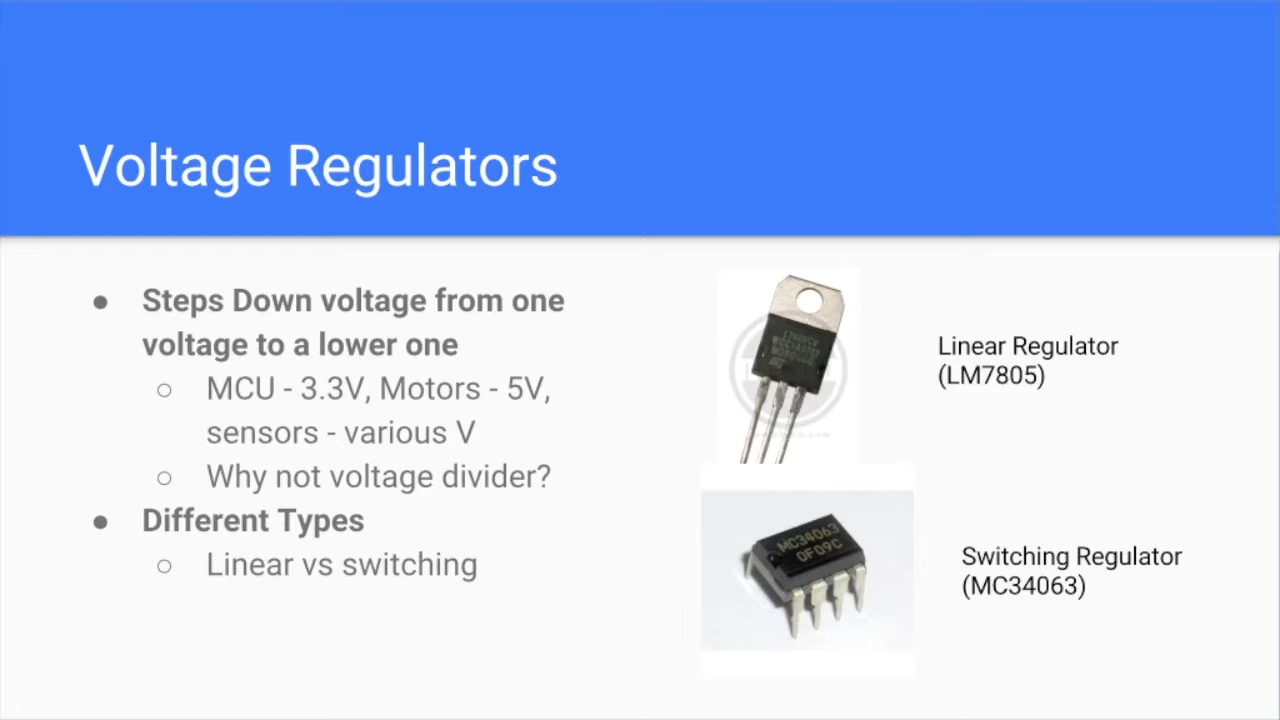 Voltage Regulators
● Steps Down voltage from one
voltage to a lower one
○ MCU - 3.3V, Motors - 5V,
sensors - various V
○ Why not voltage divider?
● Different Types
○ Linear vs switching
Linear Regulator
(LM7805)
MC34063
0F09C
Switching Regulator
(MC34063)